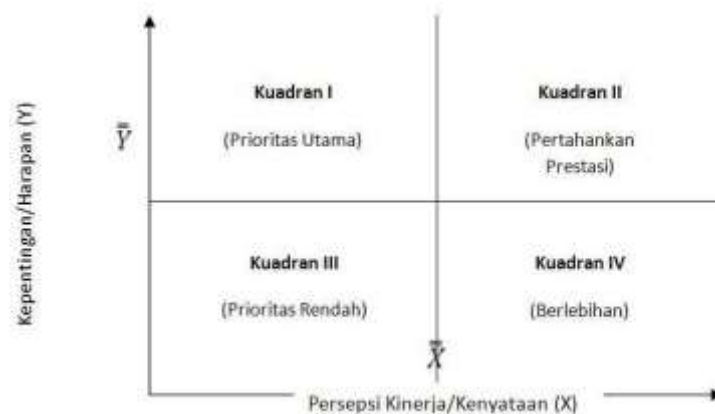 Kepentingan/Harapan (Y)
Kuadran I
(Prioritas Utama)
Kuadran II
(Pertahankan
Prestasi)
Y̿
Kuadran III
(Prioritas Rendah)
Kuadran IV
(Berlebihan)
X̿
Persepsi Kinerja/Kenyataan (X)